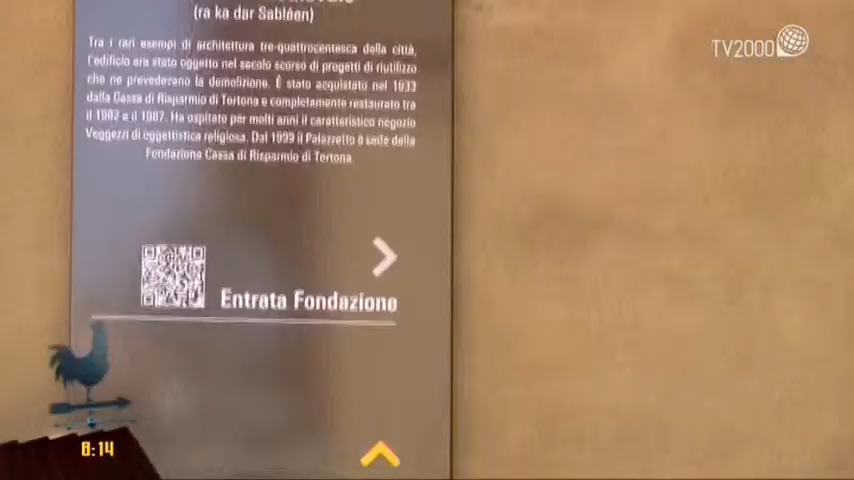 (ra ka dar Sabléen)
Tra i rari esempi di architettura tre-quattrocentesca della città,
l'edificio era stato oggetto nel secolo scorso di progetti di riutilizzo
che ne prevedevano la demolizione. È stato acquistato nel 1933
dalla Cassa di Risparmio di Tortona e completamente restaurato tra
il 1982 e il 1987. Ha ospitato per molti anni il caratteristico negozio
Veggezzi di oggettistica religiosa. Dal 1999 il Palazzetto è sede della
Fondazione Cassa di Risparmio di Tortona.
Entrata Fondazione
TV2000
8:14